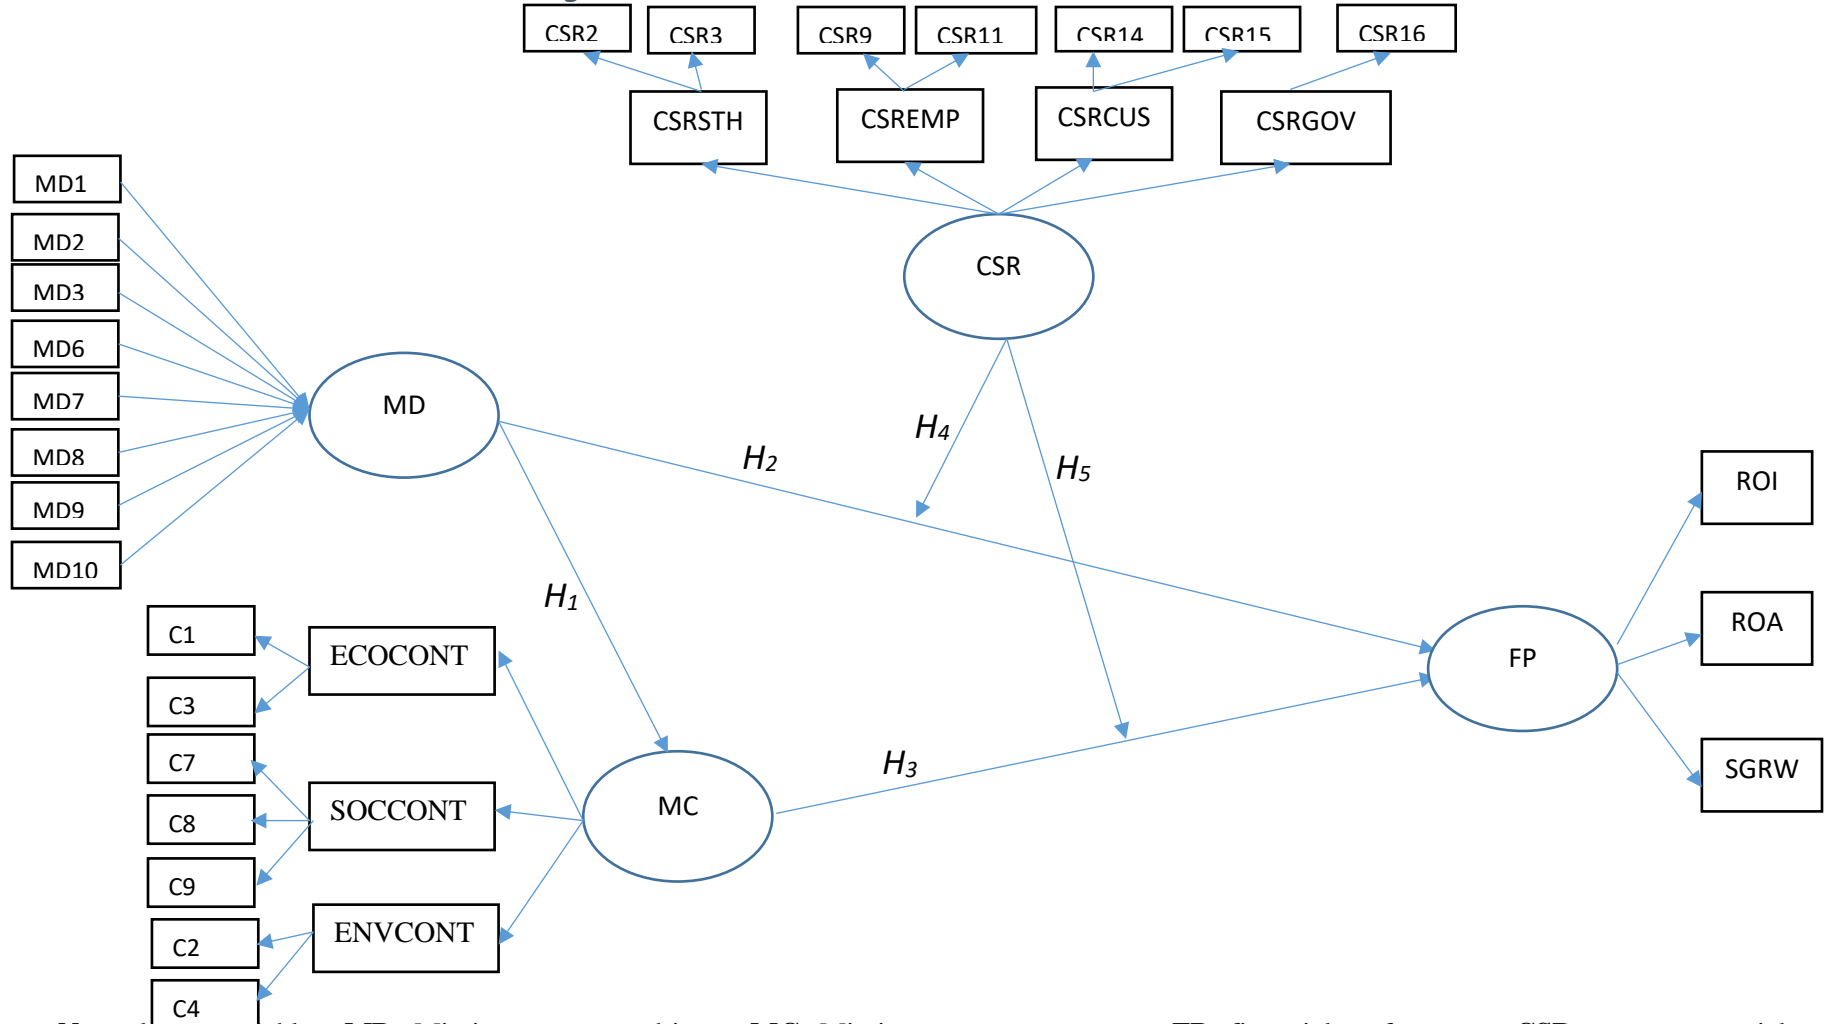 CSR2 CSR3 CSR9 CSR11 CSR14 CSR15 CSR16
CSRSTH CSREMP CSRCUS CSRGOV
CSR
MD1
MD2
MD3
MD6
MD7
MD8
MD9
MD10
MD
H1
H2
H3
H4
H5
ECOCONT
SOCCONT
ENVCONT
C1
C3
C7
C8
C9
C2
C4
MC
FP
ROI
ROA
SGRW